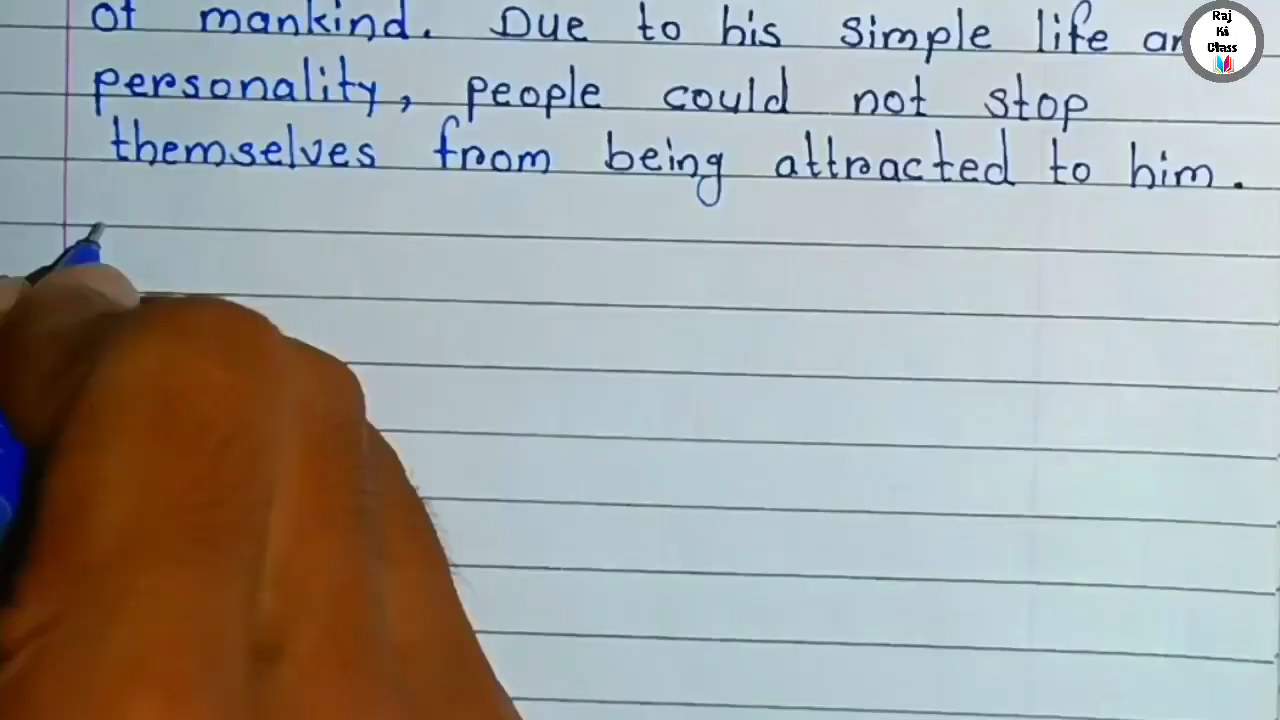 of mankind. Due to his simple life
personality, people could not stop
themselves from being attracted to him.
Raj
Ki
Class